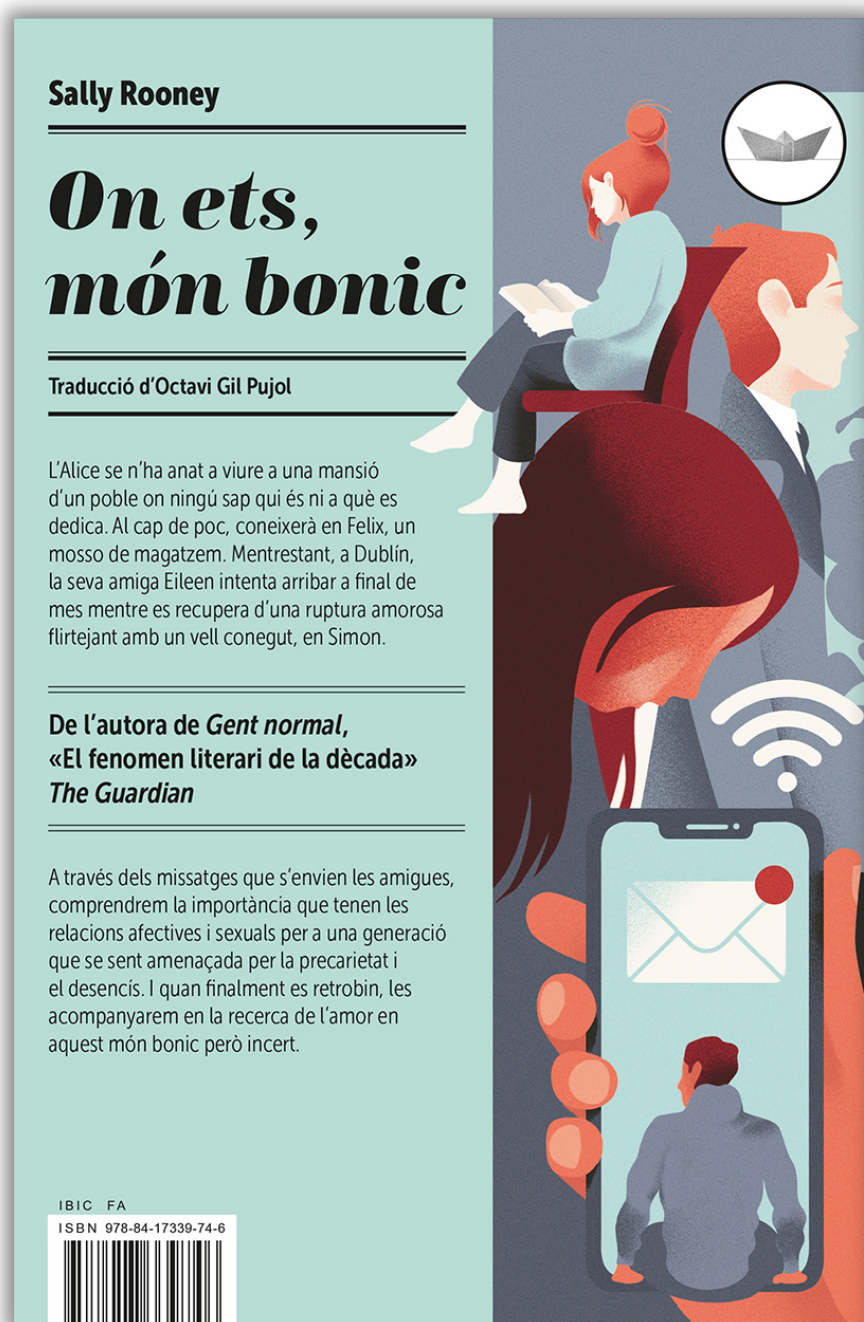 Sally Rooney
On ets,
món bonic
Traducció d'Octavi Gil Pujol
L'Alice se n'ha anat a viure a una mansió
d'un poble on ningú sap qui és ni a què es
dedica. Al cap de poc, coneixerà en Felix, un
mosso de magatzem. Mentrestant, a Dublín,
la seva amiga Eileen intenta arribar a final de
mes mentre es recupera d'una ruptura amorosa
flirtejant amb un vell conegut, en Simon.
De l'autora de Gent normal,
«El fenomen literari de la dècada»
The Guardian
A través dels missatges que s'envien les amigues,
comprendrem la importància que tenen les
relacions afectives i sexuals per a una generació
que se sent amenaçada per la precarietat i
el desencís. I quan finalment es retrobin, les
acompanyarem en la recerca de l'amor en
aquest món bonic però incert.
IBIC FA
ISBN 978-84-17339-74-6